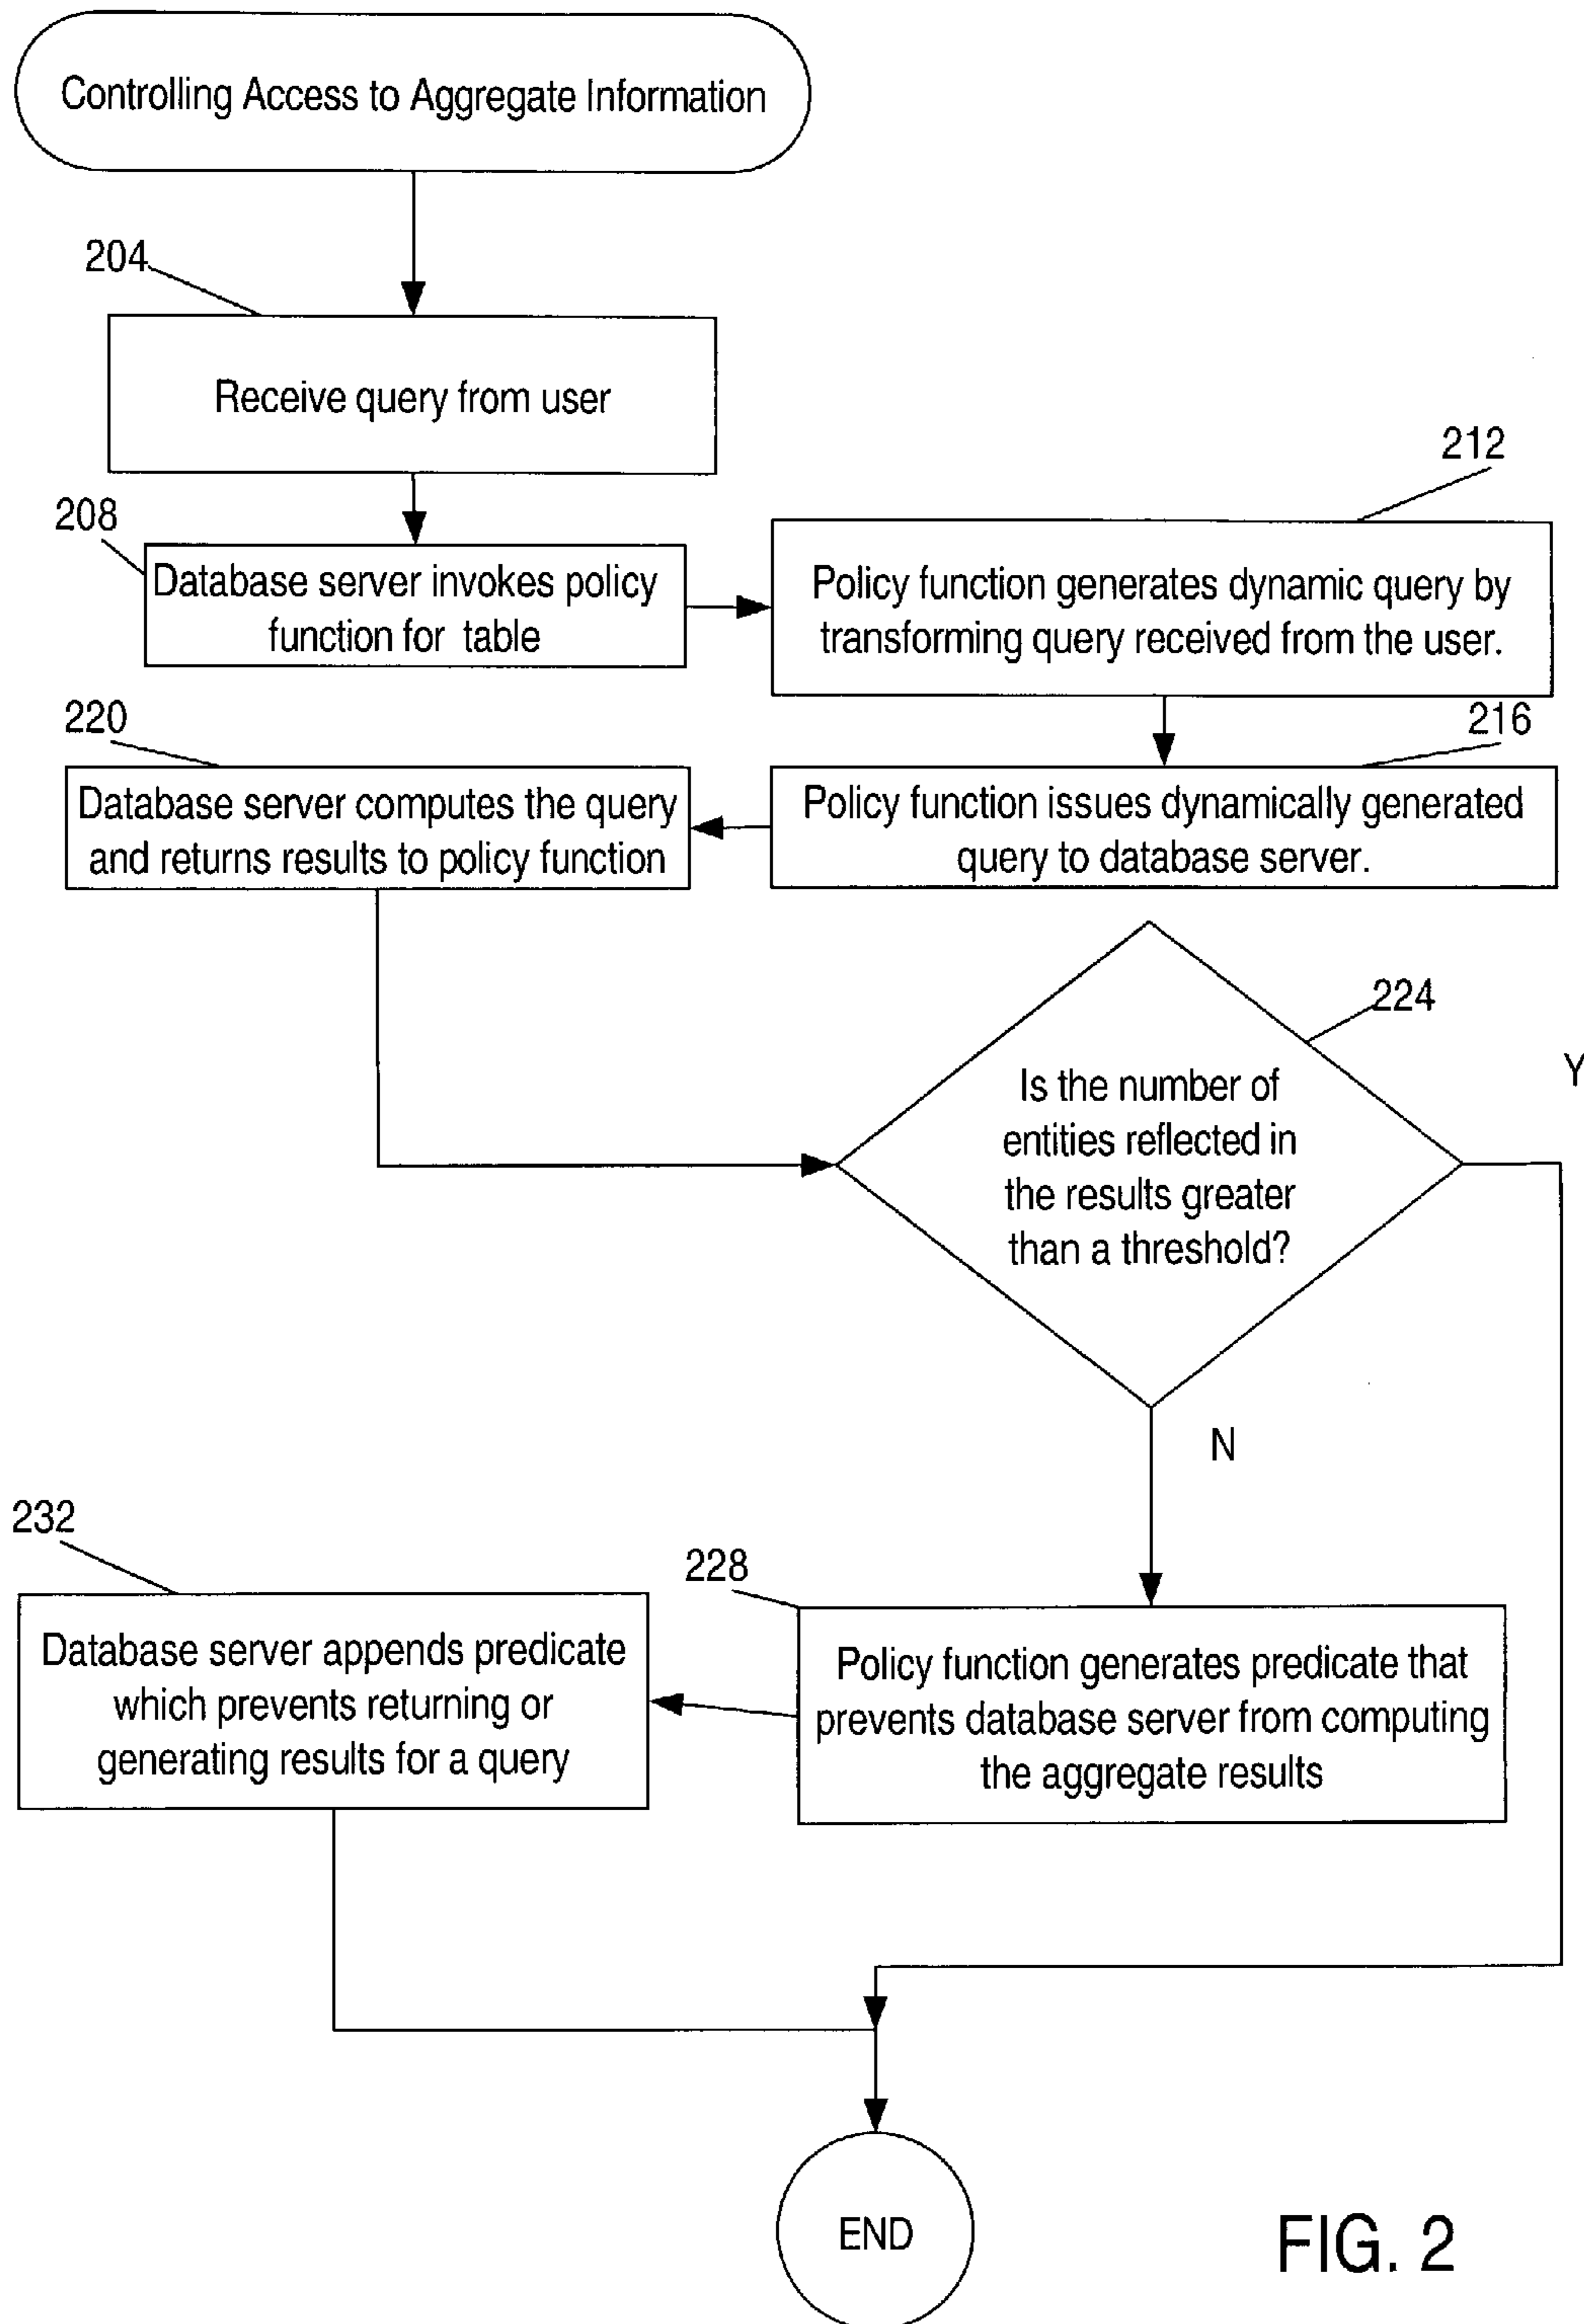 Controlling Access to Aggregate Information
204
Receive query from user
208
Database server invokes policy
function for table
212
Policy function generates dynamic query by
transforming query received from the user.
216
Policy function issues dynamically generated
query to database server.
220
Database server computes the query
and returns results to policy function
224
Is the number of
entities reflected in
the results greater
than a threshold?
Y
N
228
Policy function generates predicate that
prevents database server from computing
the aggregate results
232
Database server appends predicate
which prevents returning or
generating results for a query
END
FIG. 2